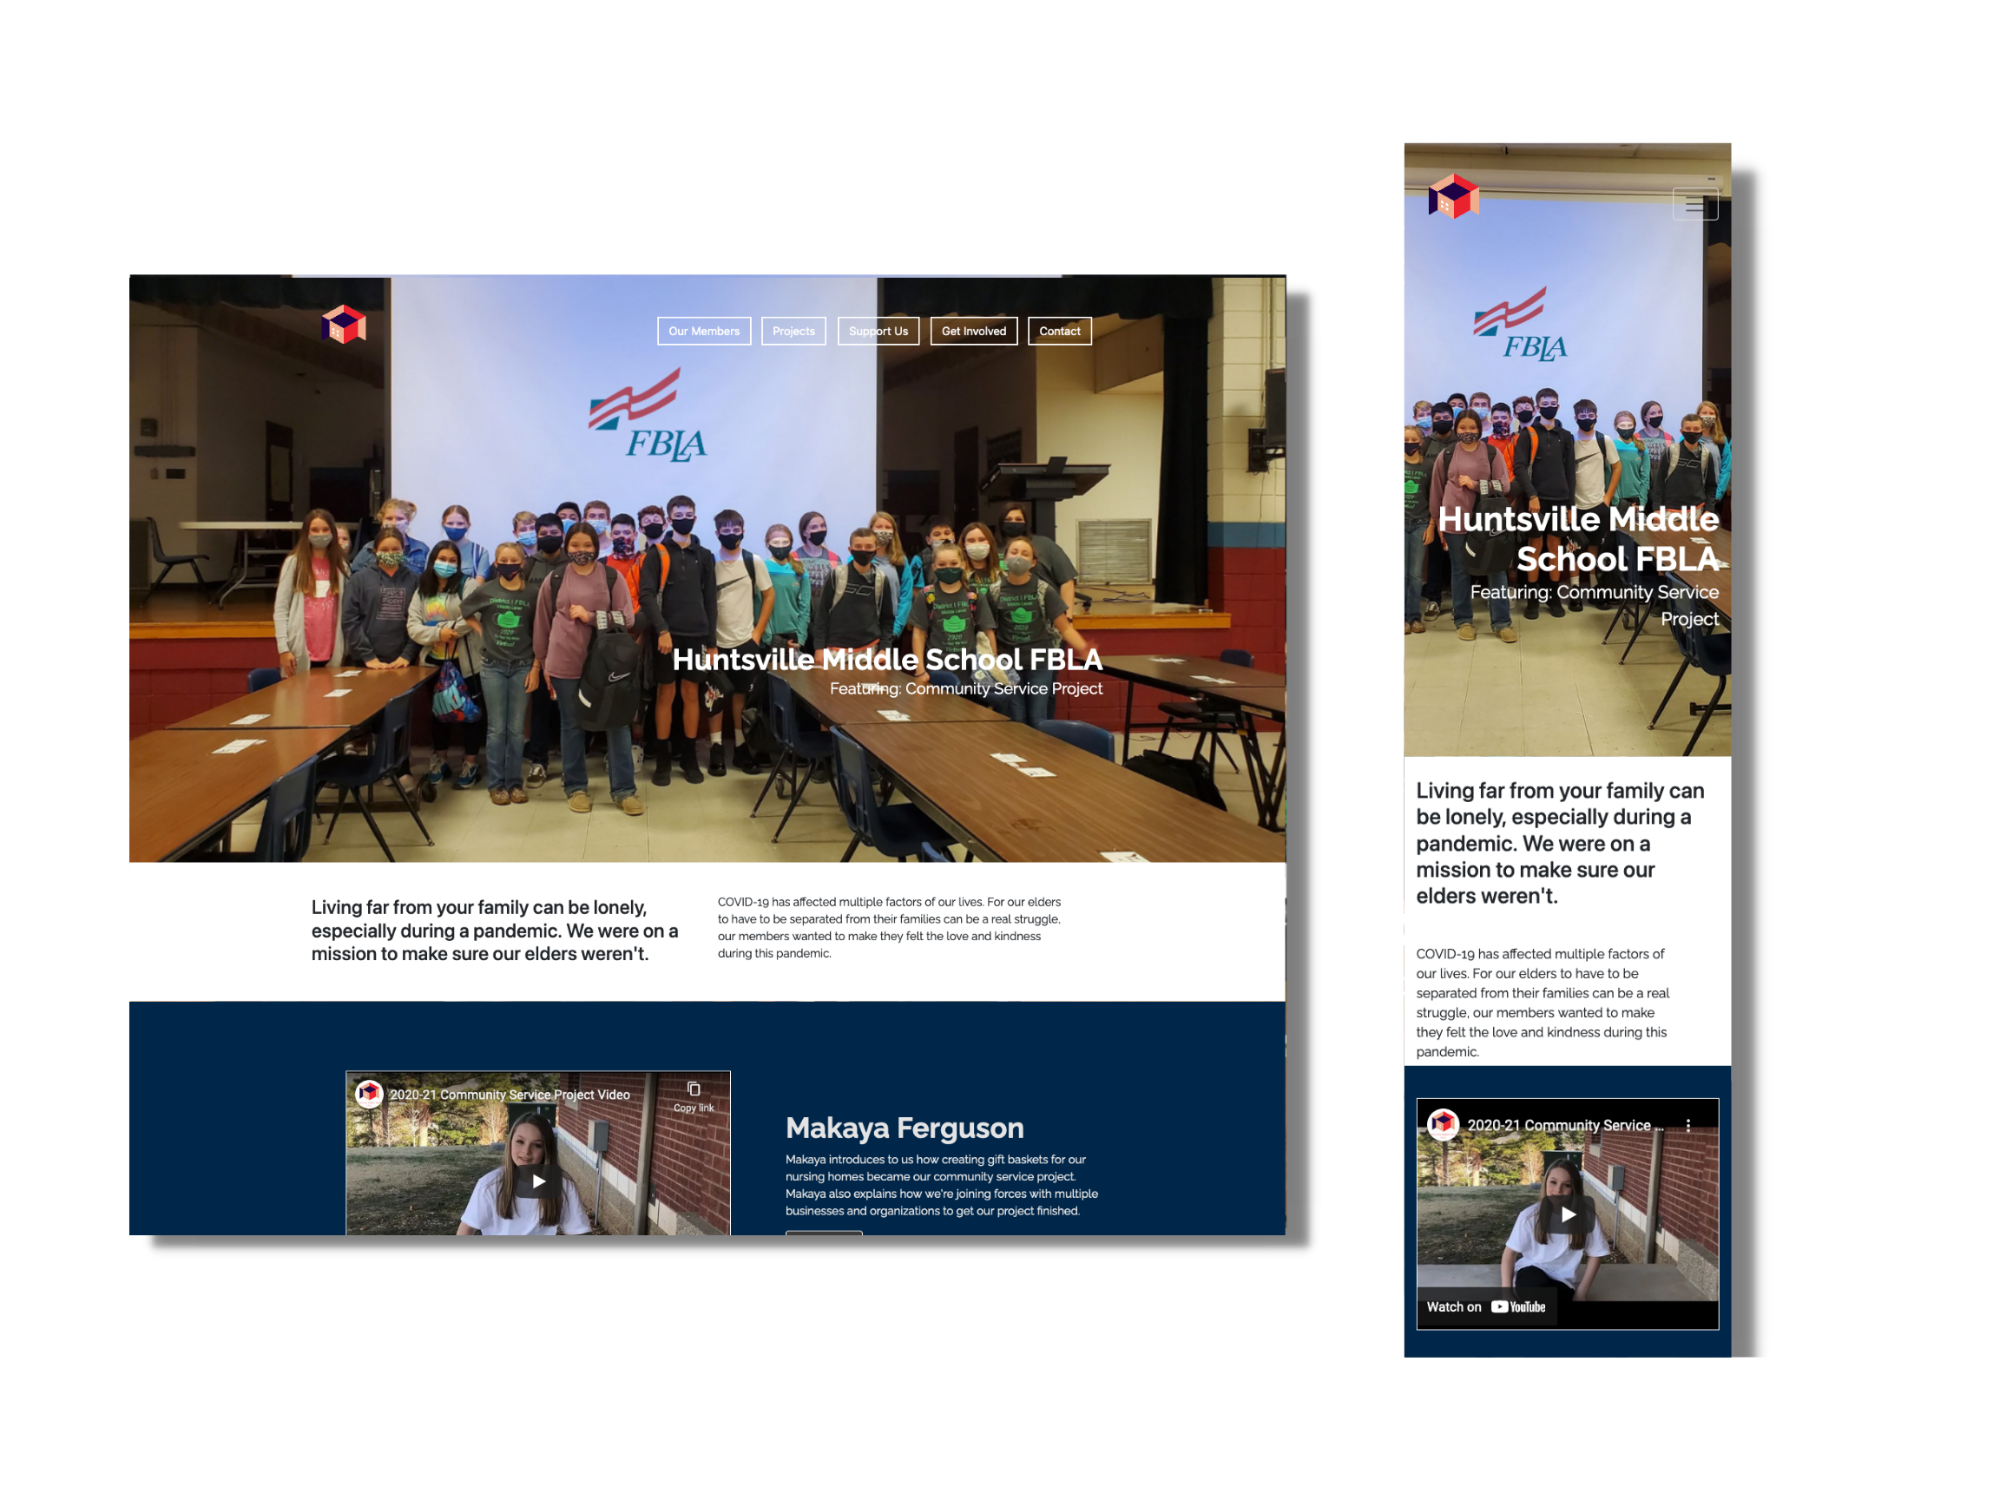 Our Members
Projects
Support Us
Get Involved
Contact
FBLA
District I FBLA
2020
Huntsville Middle School FBLA
Featuring: Community Service Project
Living far from your family can be lonely,
especially during a pandemic. We were on a
mission to make sure our elders weren't.
COVID-19 has affected multiple factors of our lives. For our elders
to have to be separated from their families can be a real struggle,
our members wanted to make they felt the love and kindness
during this pandemic.
2020-21 Community Service Project Video
Copy link
Makaya Ferguson
Makaya introduces to us how creating gift baskets for our
nursing homes became our community service project.
Makaya also explains how we're joining forces with multiple
businesses and organizations to get our project finished.
FBLA
Huntsville Middle
School FBLA
Featuring: Community Service
Project
Living far from your family can
be lonely, especially during a
pandemic. We were on a
mission to make sure our
elders weren't.
COVID-19 has affected multiple factors of
our lives. For our elders to have to be
separated from their families can be a real
struggle, our members wanted to make
they felt the love and kindness during this
pandemic.
2020-21 Community Service ...
Watch on YouTube